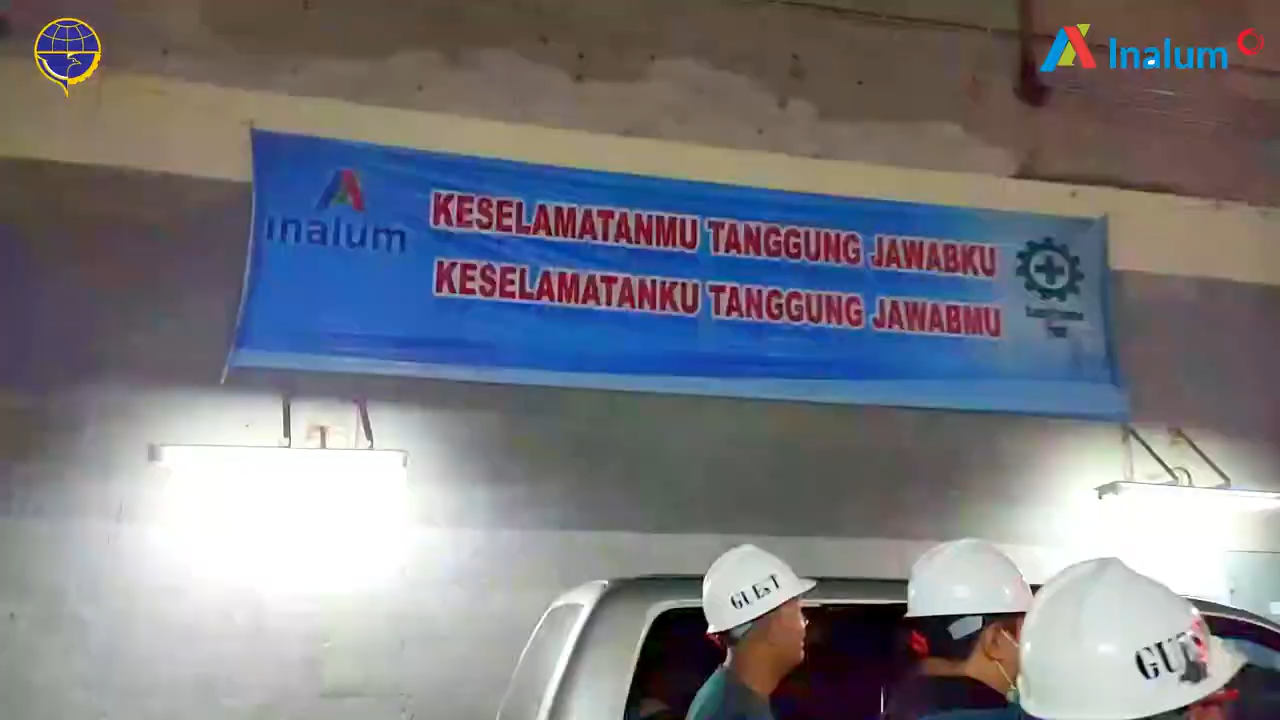 Inalum
inalum
KESELAMATANMU TANGGUNG JAWABKU
KESELAMATANKU TANGGUNG JAWABMU
GUEST